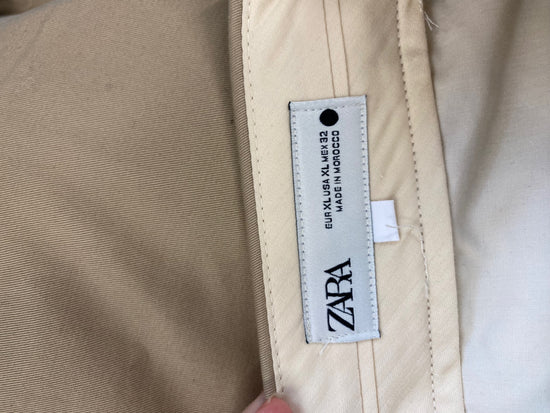 ZARA
EUR XL USA XL MEX 32
MADE IN MOROCCO